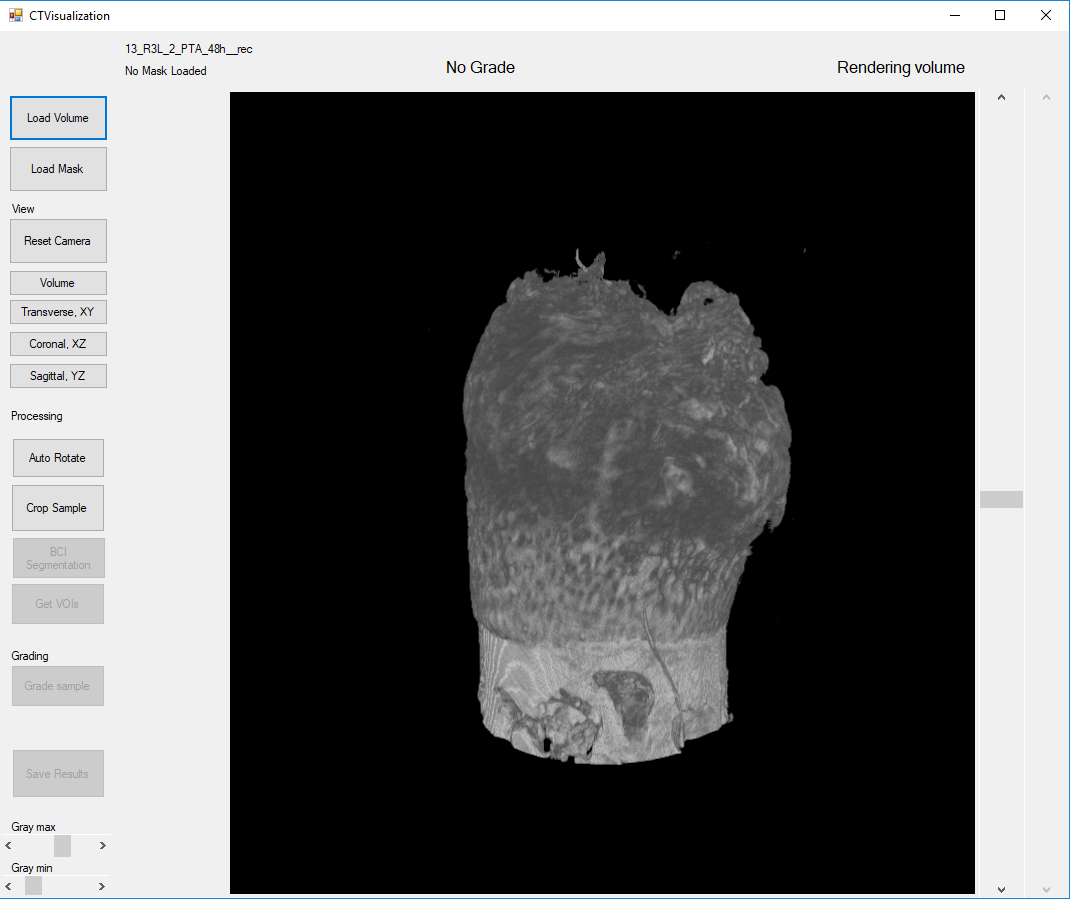 CTVisualization
13_R3L_2_PTA_48h__rec
No Mask Loaded
No Grade
Rendering volume
Load Volume
Load Mask
View
Reset Camera
Volume
Transverse, XY
Coronal, XZ
Sagittal, YZ
Processing
Auto Rotate
Crop Sample
BCI
Segmentation
Get VOIs
Grading
Grade sample
Save Results
Gray max
Gray min